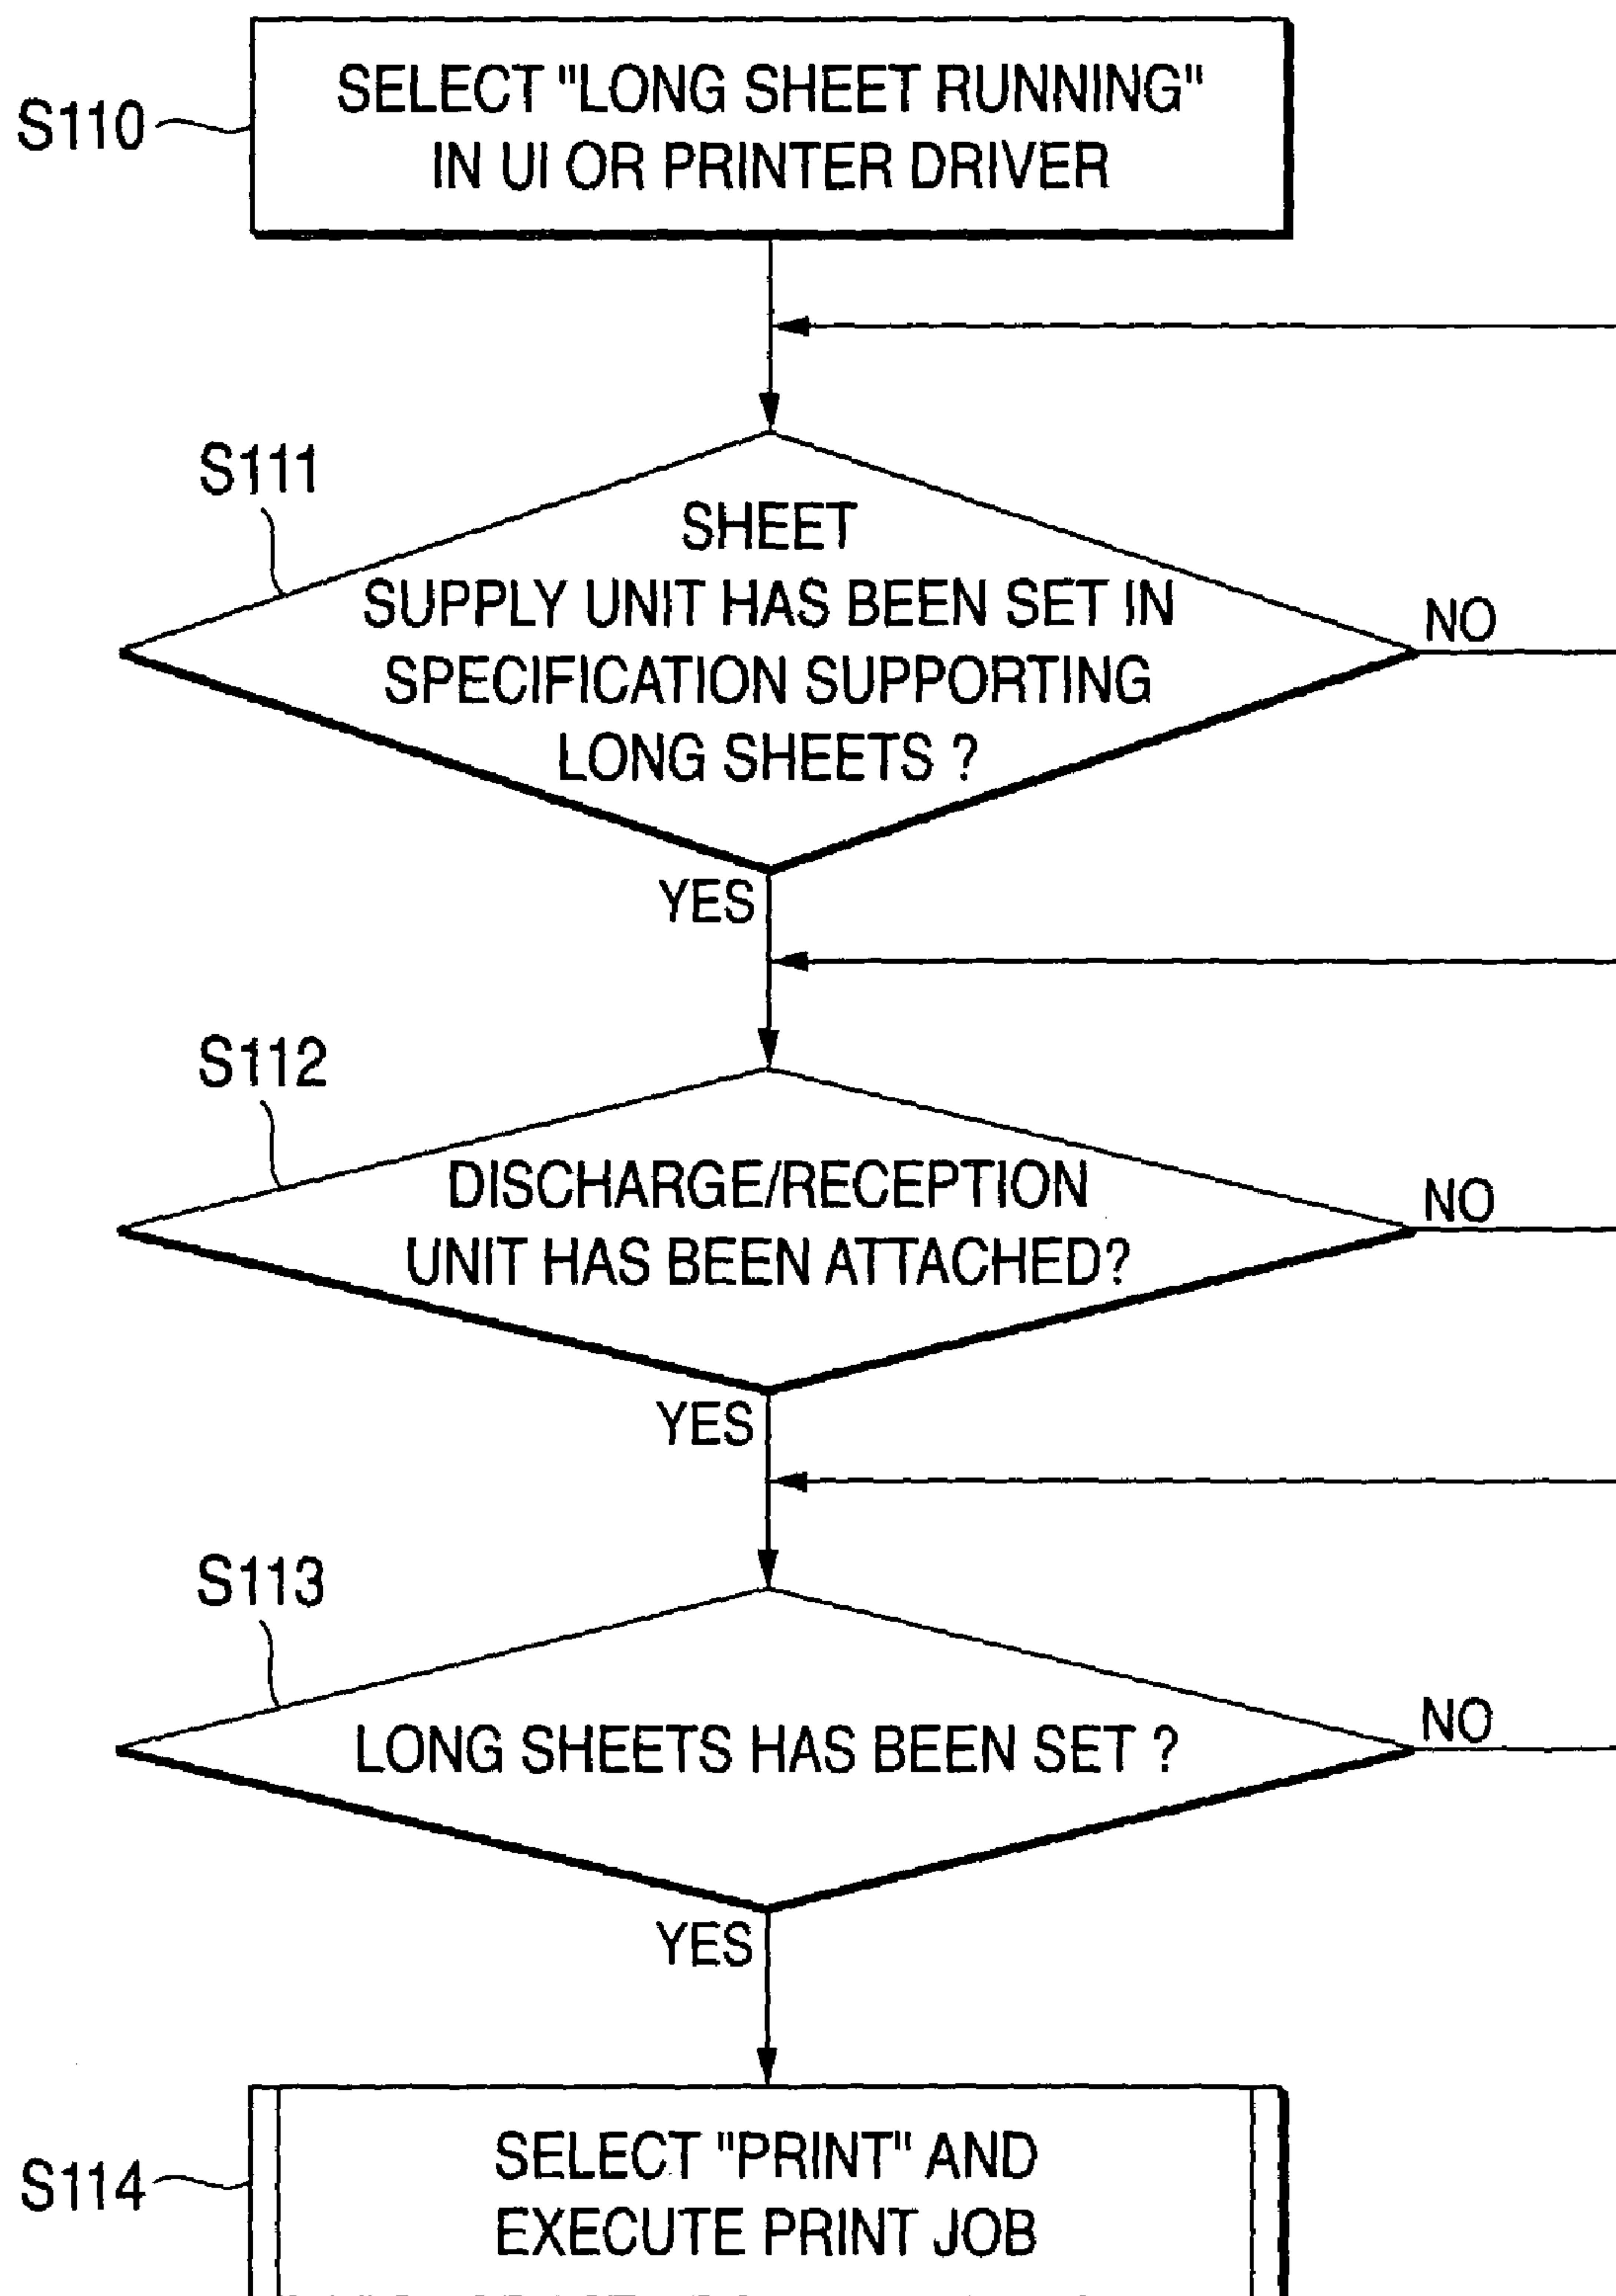 S110
SELECT "LONG SHEET RUNNING"
IN UI OR PRINTER DRIVER
S111
SHEET
SUPPLY UNIT HAS BEEN SET IN
SPECIFICATION SUPPORTING
LONG SHEETS ?
NO
YES
S112
DISCHARGE/RECEPTION
UNIT HAS BEEN ATTACHED?
NO
YES
S113
LONG SHEETS HAS BEEN SET ?
NO
YES
S114
SELECT "PRINT" AND
EXECUTE PRINT JOB